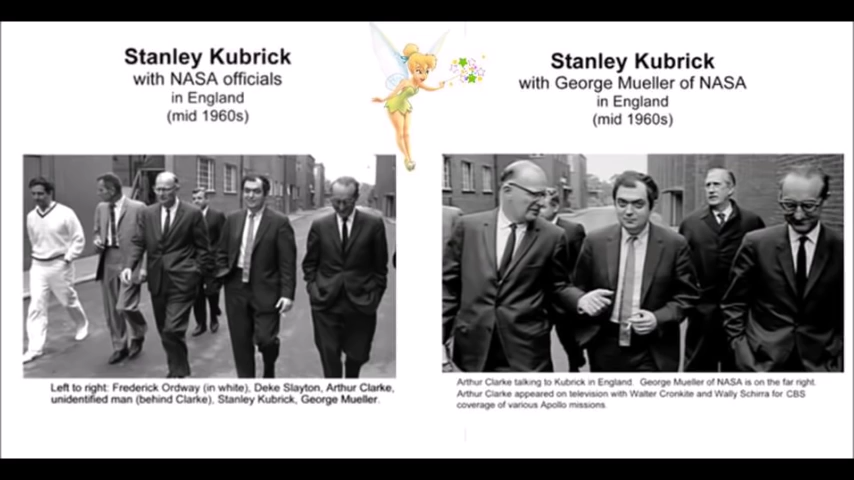 Stanley Kubrick
with NASA officials
in England
(mid 1960s)
Left to right: Frederick Ordway (in white), Deke Slayton, Arthur Clarke,
unidentified man (behind Clarke), Stanley Kubrick, George Mueller.
Stanley Kubrick
with George Mueller of NASA
in England
(mid 1960s)
Arthur Clarke talking to Kubrick in England. George Mueller of NASA is on the far right.
Arthur Clarke appeared on television with Walter Cronkite and Wally Schirra for CBS
coverage of various Apollo missions.